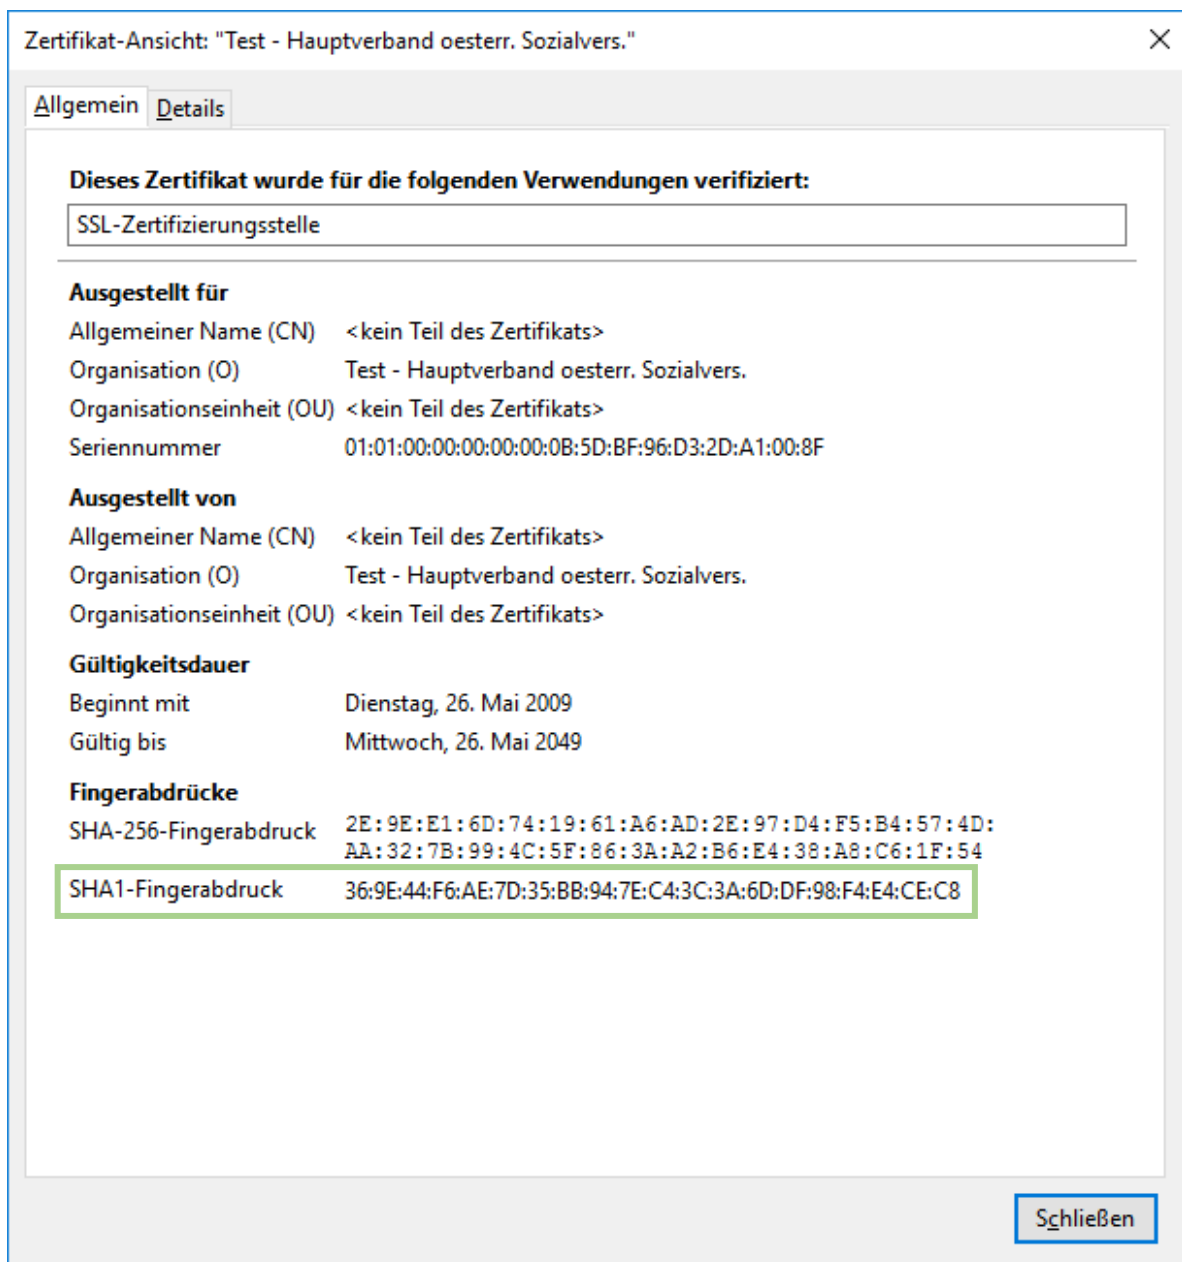 Zertifikat-Ansicht: "Test - Hauptverband oesterr. Sozialvers."
Allgemein Details
Dieses Zertifikat wurde für die folgenden Verwendungen verifiziert:
SSL-Zertifizierungsstelle
Ausgestellt für
Allgemeiner Name (CN) <kein Teil des Zertifikats>
Organisation (O) Test - Hauptverband oesterr. Sozialvers.
Organisationseinheit (OU) <kein Teil des Zertifikats>
Seriennummer 01:01:00:00:00:00:00:0B:5D:BF:96:D3:2D:A1:00:8F
Ausgestellt von
Allgemeiner Name (CN) <kein Teil des Zertifikats>
Organisation (O) Test - Hauptverband oesterr. Sozialvers.
Organisationseinheit (OU) <kein Teil des Zertifikats>
Gültigkeitsdauer
Beginnt mit Dienstag, 26. Mai 2009
Gültig bis Mittwoch, 26. Mai 2049
Fingerabdrücke
SHA-256-Fingerabdruck 2E:9E:E1:6D:74:19:61:A6:AD:2E:97:D4:F5:B4:57:4D:
AA:32:7B:99:4C:5F:86:3A:A2:B6:E4:38:A8:C6:1F:54
SHA1-Fingerabdruck 36:9E:44:F6:AE:7D:35:BB:94:7E:C4:3C:3A:6D:DF:98:F4:E4:CE:C8
Schließen